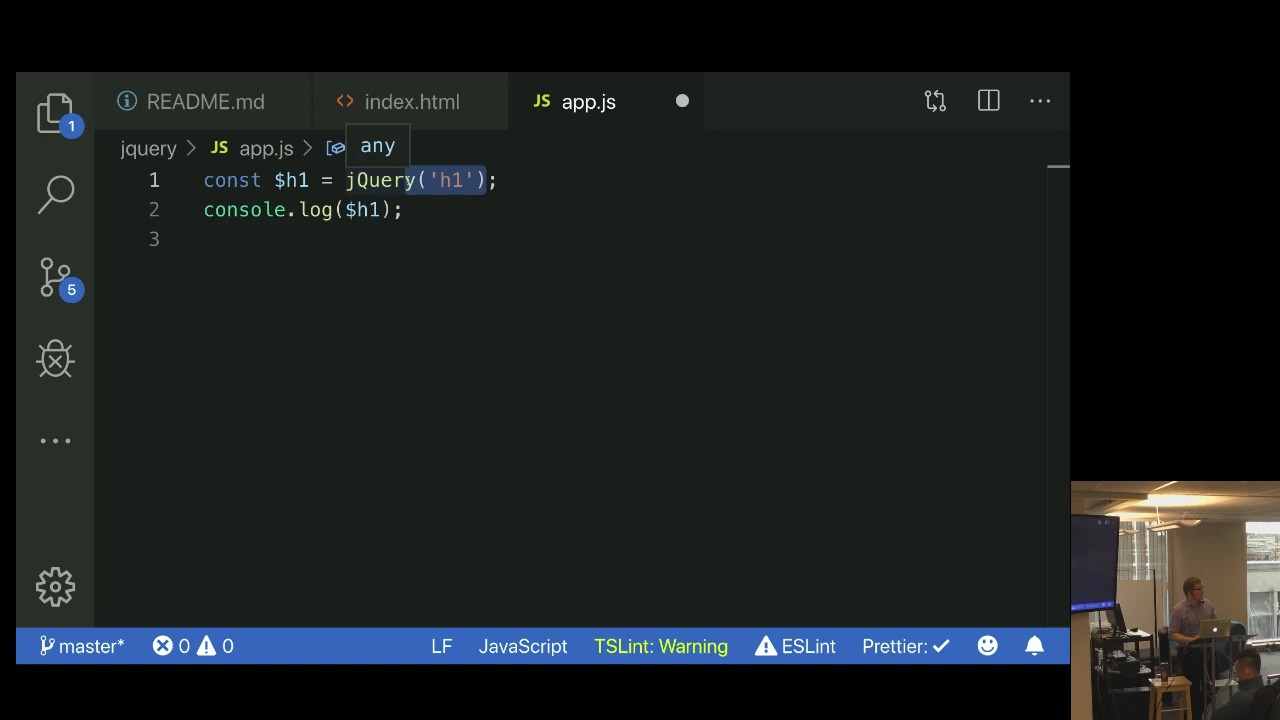 README.md
index.html
JS app.js
1
jquery > JS app.js >
any
1 const $h1 = jQuery('h1');
2 console.log($h1);
3
5
master* 0 0 LF JavaScript TSLint: Warning ESLint Prettier: